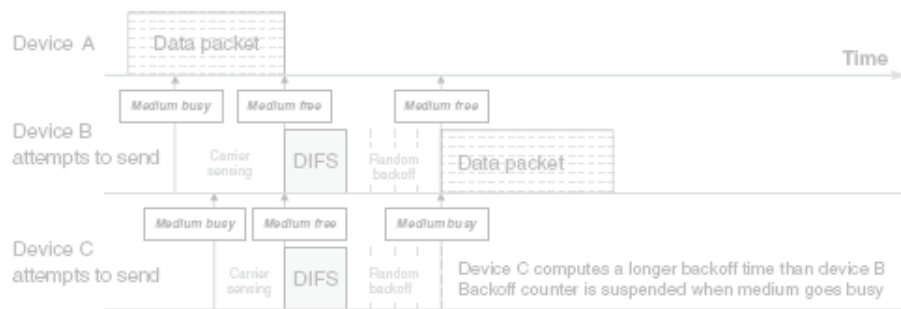 Device A
Data packet
Time
Medium busy
Medium free
Medium free
Device B
attempts to send
Carrier
sensing
DIFS
Random
backoff
Data packet
Medium busy
Medium free
Medium busy
Device C
attempts to send
Carrier
sensing
DIFS
Random
backoff
Device C computes a longer backoff time than device B
Backoff counter is suspended when medium goes busy